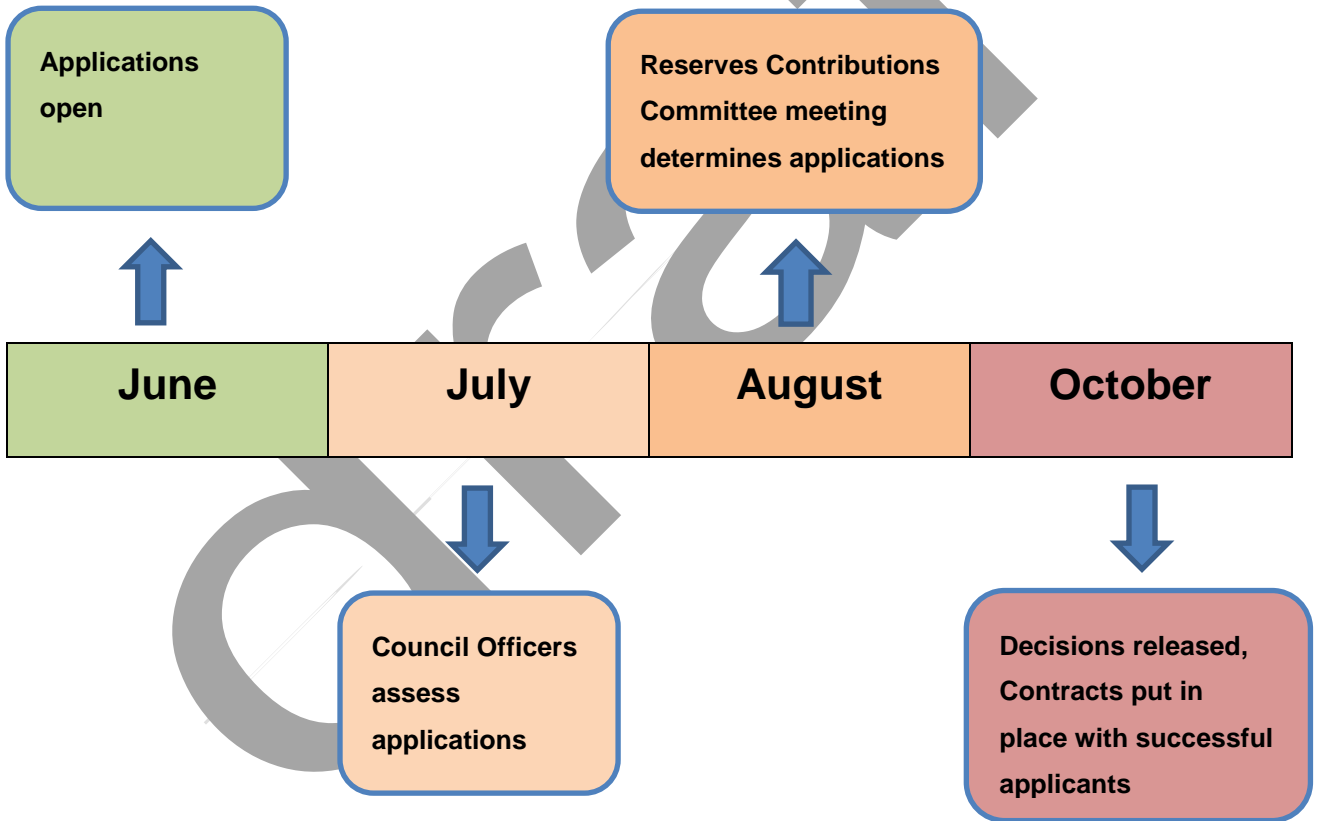 Applications
open
Reserves Contributions
Committee meeting
determines applications
June
July
August
October
Council Officers
assess
applications
Decisions released,
Contracts put in
place with successful
applicants
draft